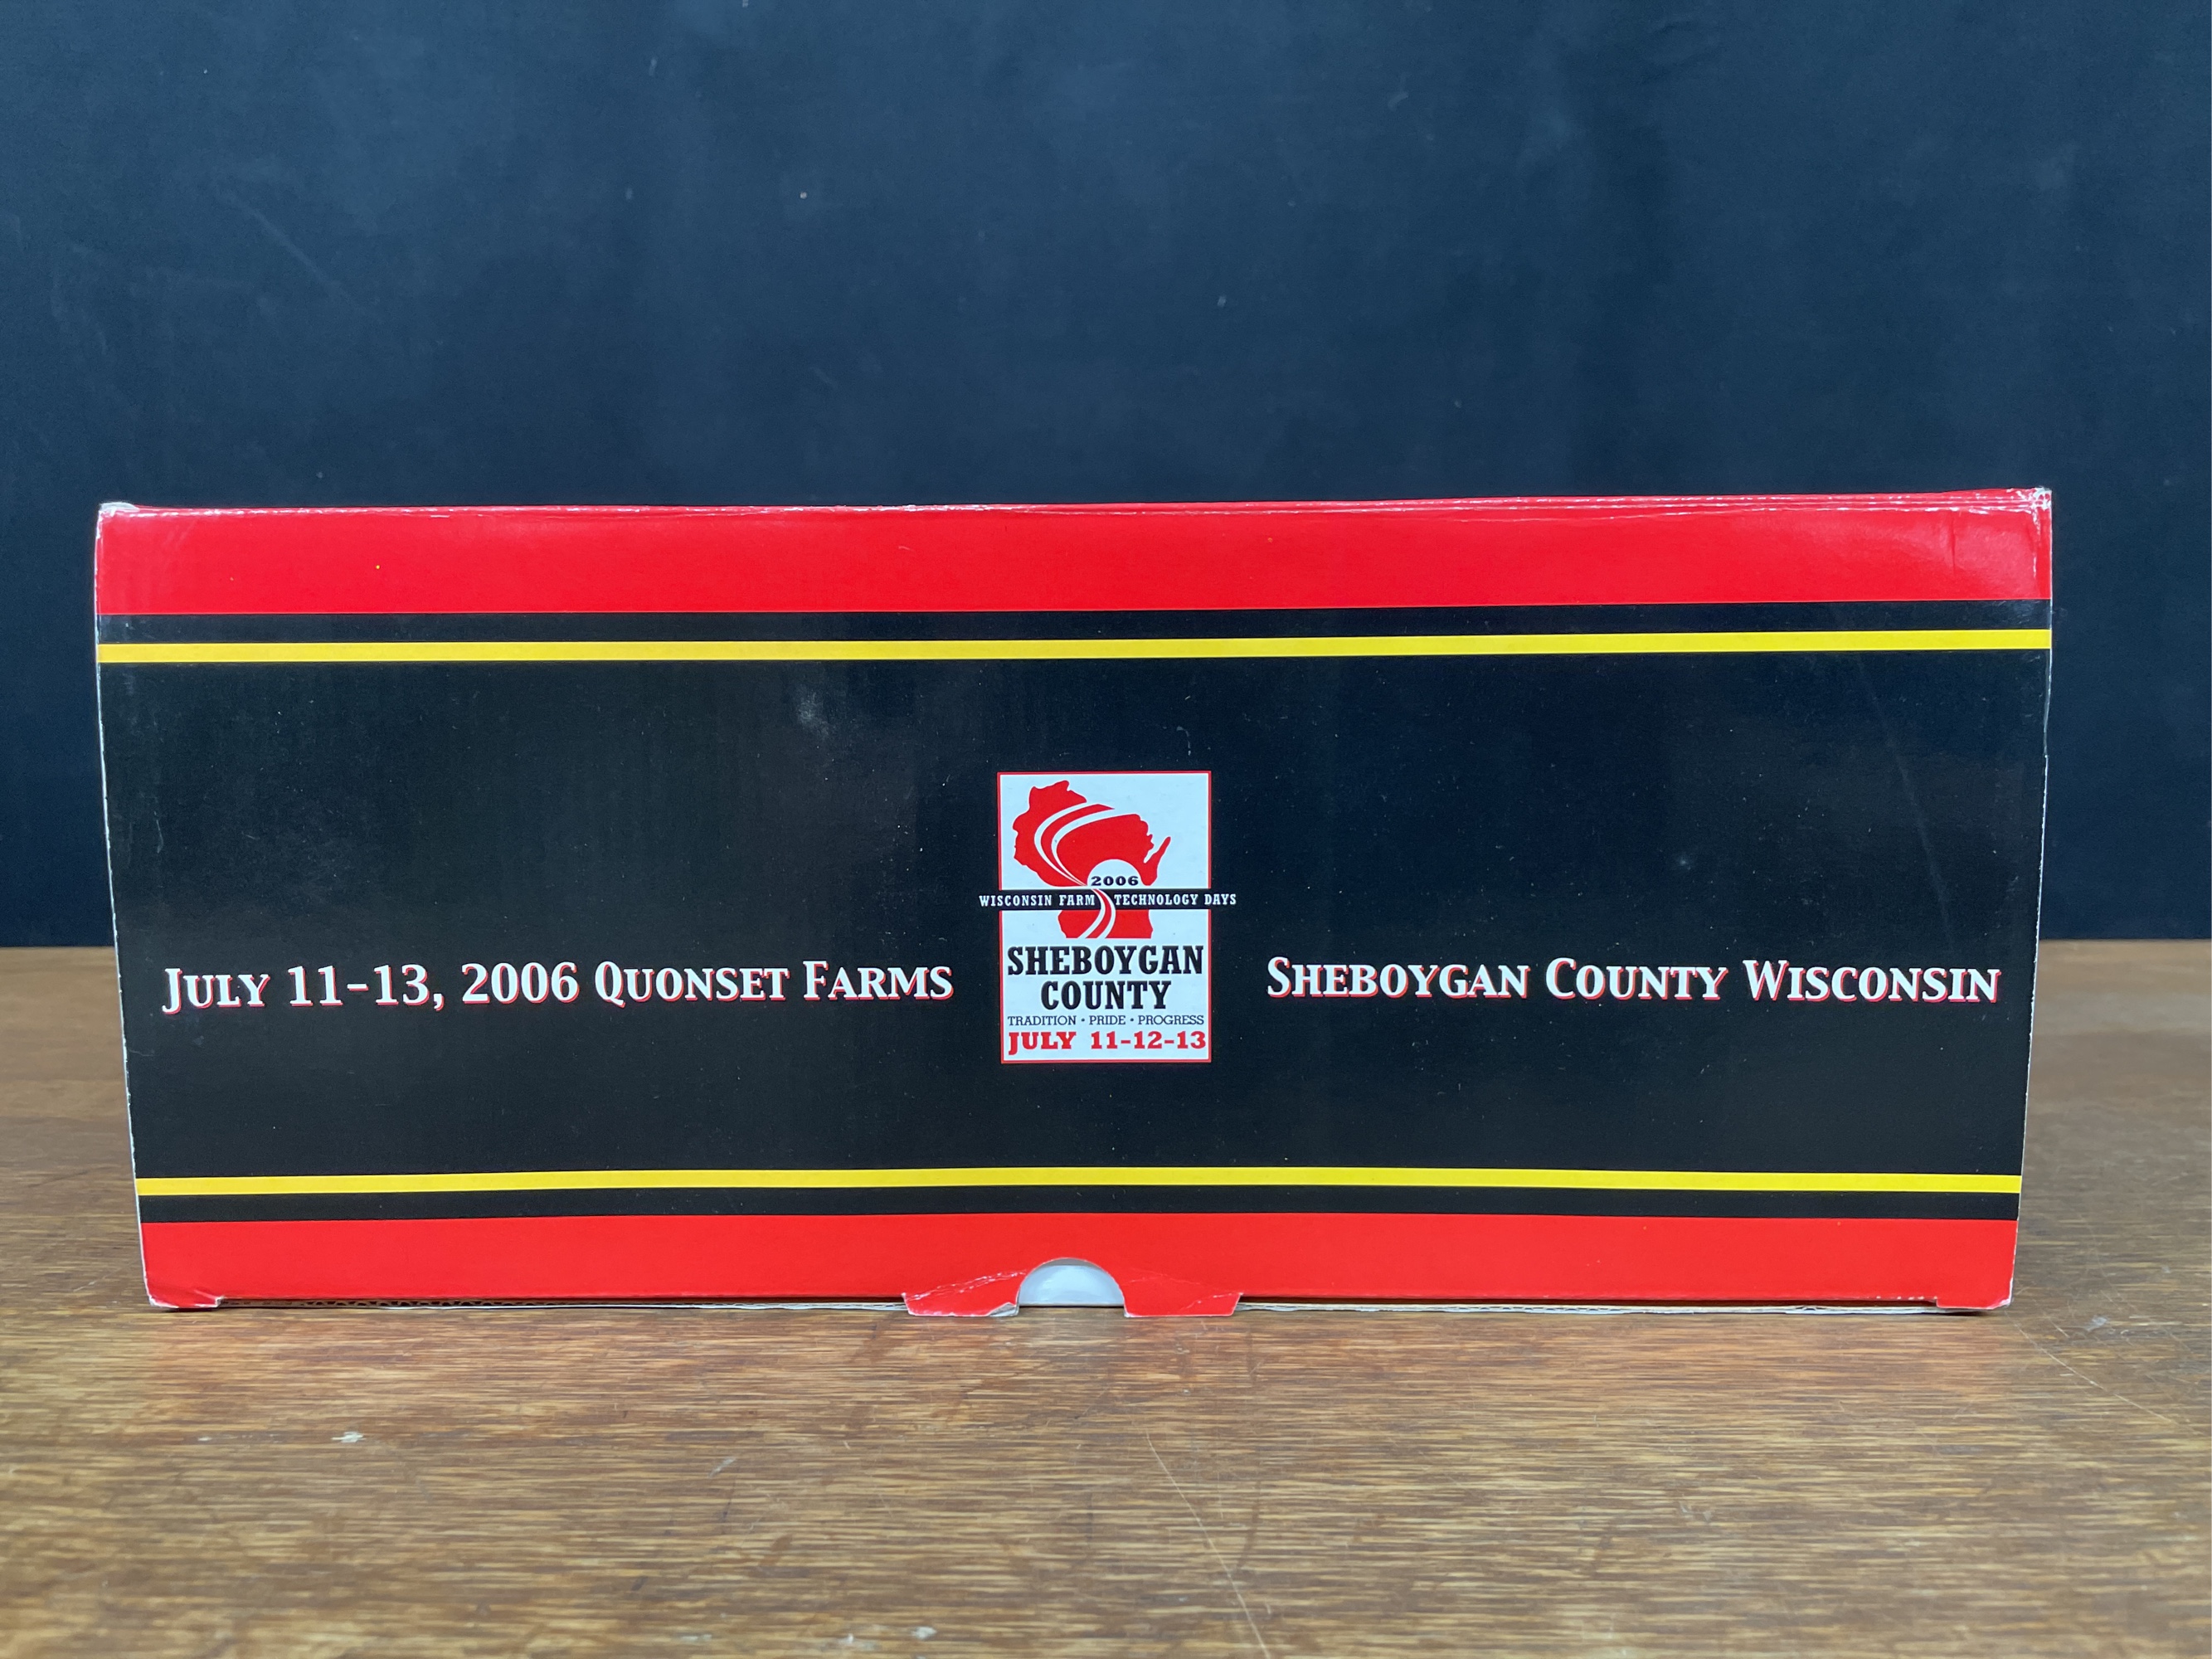 July 11-13, 2006 Quonset Farms
2006
WISCONSIN FARM TECHNOLOGY DAYS
SHEBOYGAN
COUNTY
TRADITION • PRIDE • PROGRESS
JULY 11-12-13
Sheboygan County Wisconsin